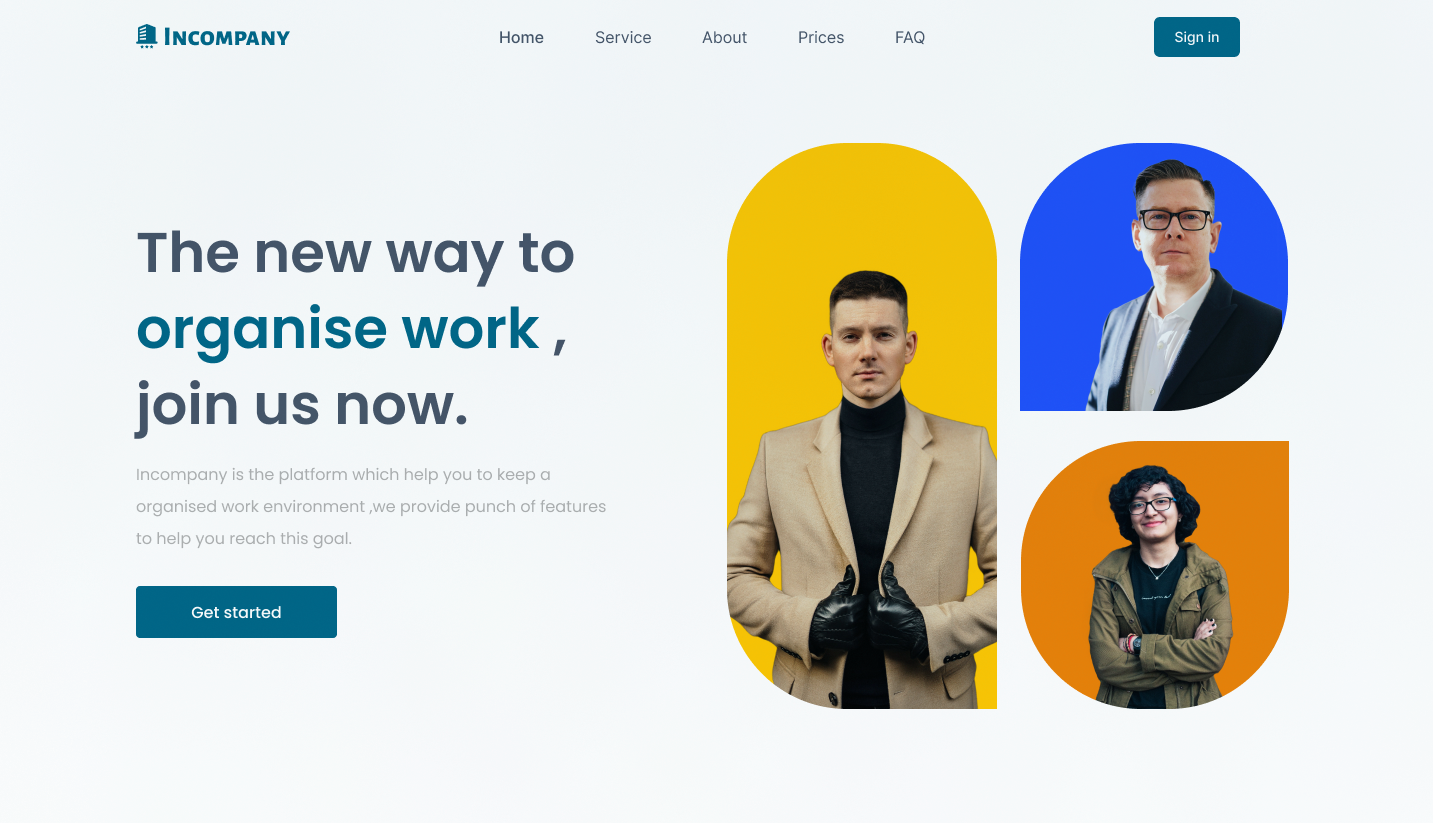 INCOMPANY
Home
Service
About
Prices
FAQ
Sign in
The new way to
organise work ,
join us now.
Incompany is the platform which help you to keep a
organised work environment ,we provide punch of features
to help you reach this goal.
Get started